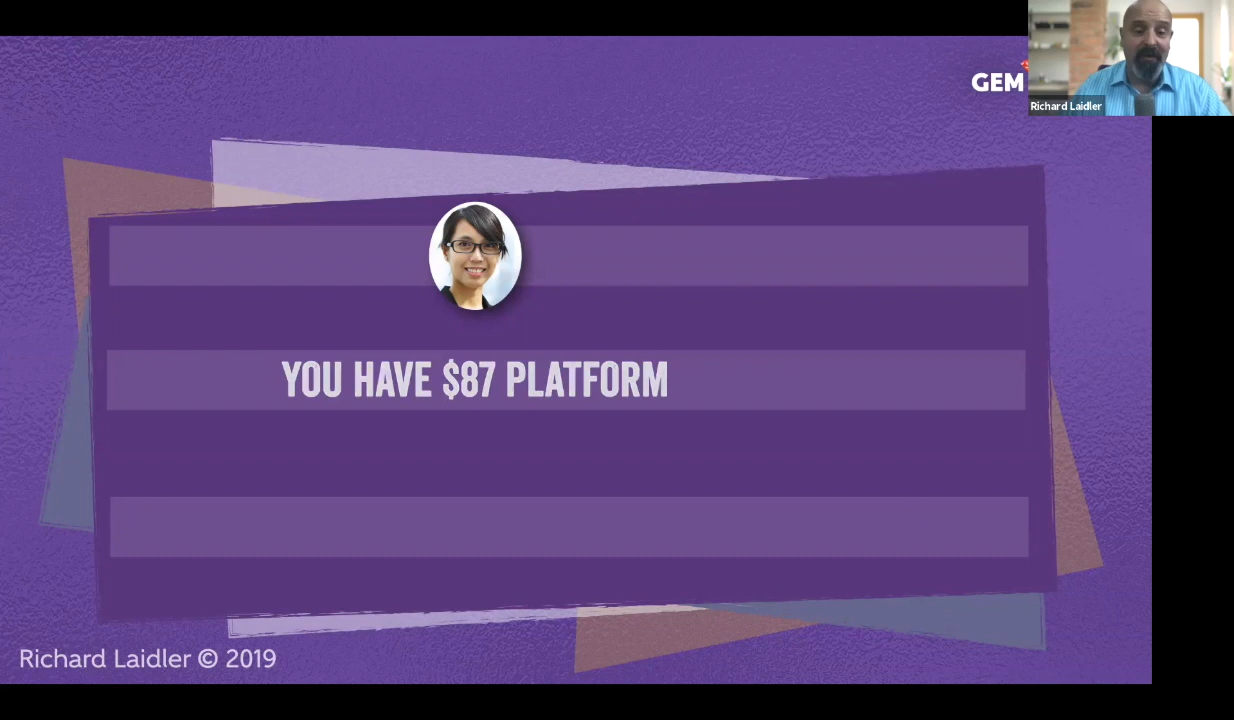 GEM
Richard Laidler
YOU HAVE $87 PLATFORM
Richard Laidler © 2019